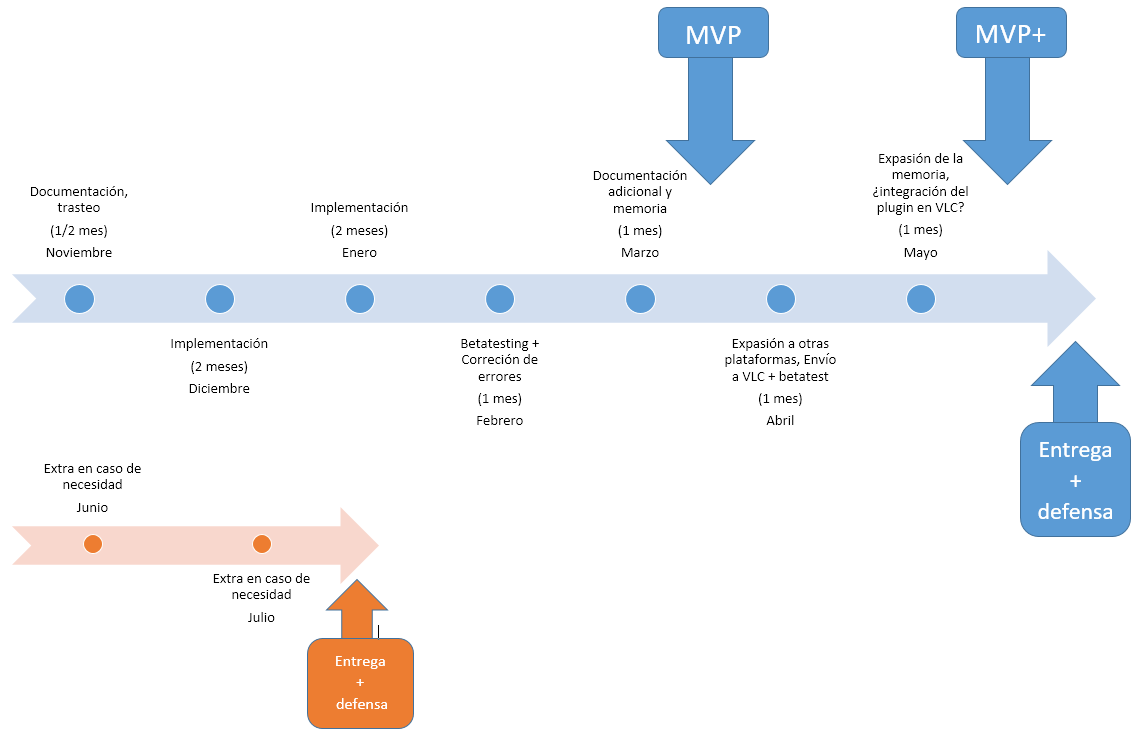 MVP
MVP+
Documentación,
trasteo
(1/2 mes)
Noviembre
Implementación
(2 meses)
Enero
Documentación
adicional y
memoria
(1 mes)
Marzo
Expasión de la
memoria,
¿integración del
plugin en VLC?
(1 mes)
Mayo
Implementación
(2 meses)
Diciembre
Betatesting +
Correción de
errores
(1 mes)
Febrero
Expasión a otras
plataformas, Envío
a VLC + betatest
(1 mes)
Abril
Entrega
+
defensa
Extra en caso de
necesidad
Junio
Extra en caso de
necesidad
Julio
Entrega
+
defensa